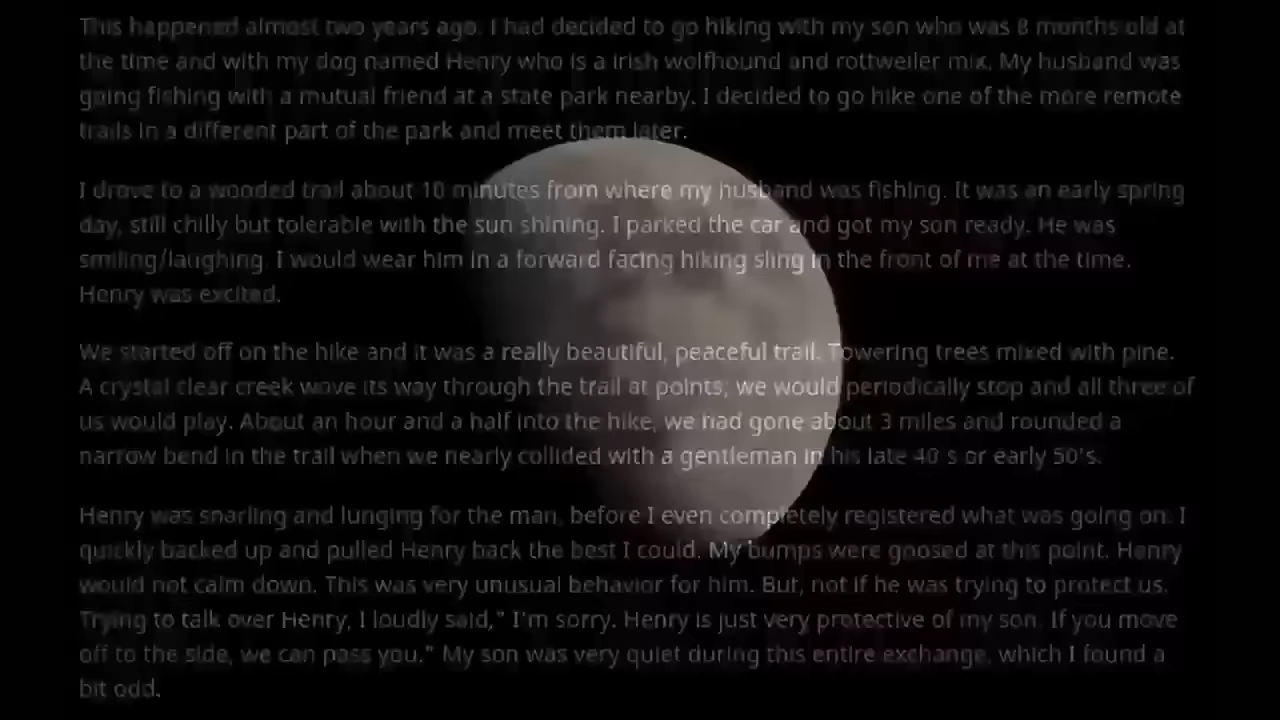 This happened almost two years ago. I had decided to go hiking with my son who was 8 months old at
the time and with my dog named Henry who is a irish wolfhound and rottweiler mix. My husband was
going fishing with a mutual friend at a state park nearby. I decided to go hike one of the more remote
trails in a different part of the park and meet them later.
I drove to a wooded trail about 10 minutes from where my husband was fishing. It was an early spring
day, still chilly but tolerable with the sun shining. I parked the car and got my son ready. He was
smiling/laughing. I would wear him in a forward facing hiking sling in the front of me at the time.
Henry was excited.
We started off on the hike and it was a really beautiful, peaceful trail. Towering trees mixed with pine.
A crystal clear creek wove its way through the trail at points; we would periodically stop and all three of
us would play. About an hour and a half into the hike, we had gone about 3 miles and rounded a
narrow bend in the trail when we nearly collided with a gentleman in his late 40's or early 50's.
Henry was snarling and lunging for the man, before I even completely registered what was going on. I
quickly backed up and pulled Henry back the best I could. My bumps were goosed at this point. Henry
would not calm down. This was very unusual behavior for him. But, not if he was trying to protect us.
Trying to talk over Henry, I loudly said," I'm sorry. Henry is just very protective of my son. If you move
off to the side, we can pass you." My son was very quiet during this entire exchange, which I found a
bit odd.